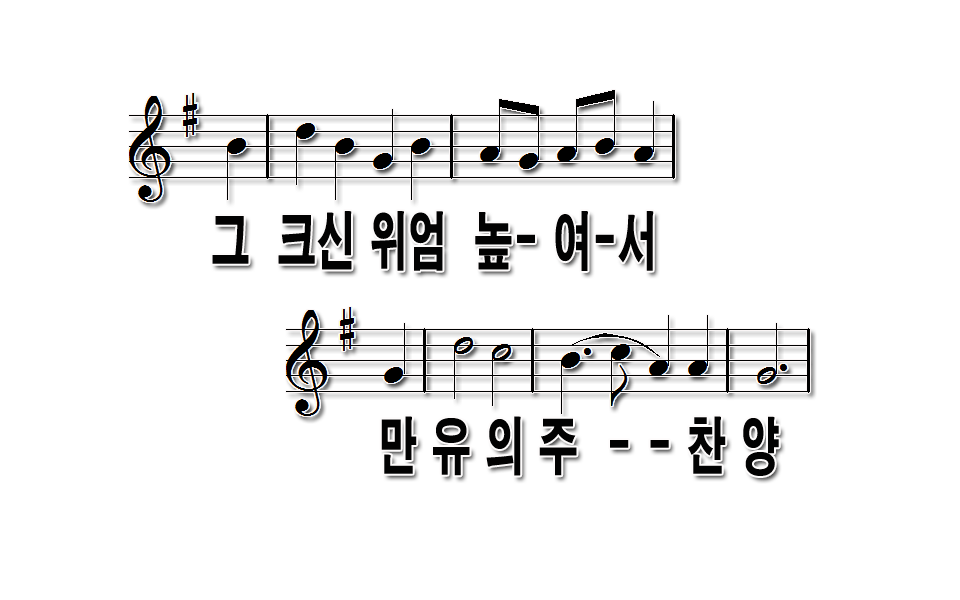 그 크신 위엄 높- 여-서
만 유 의 주 - - 찬 양